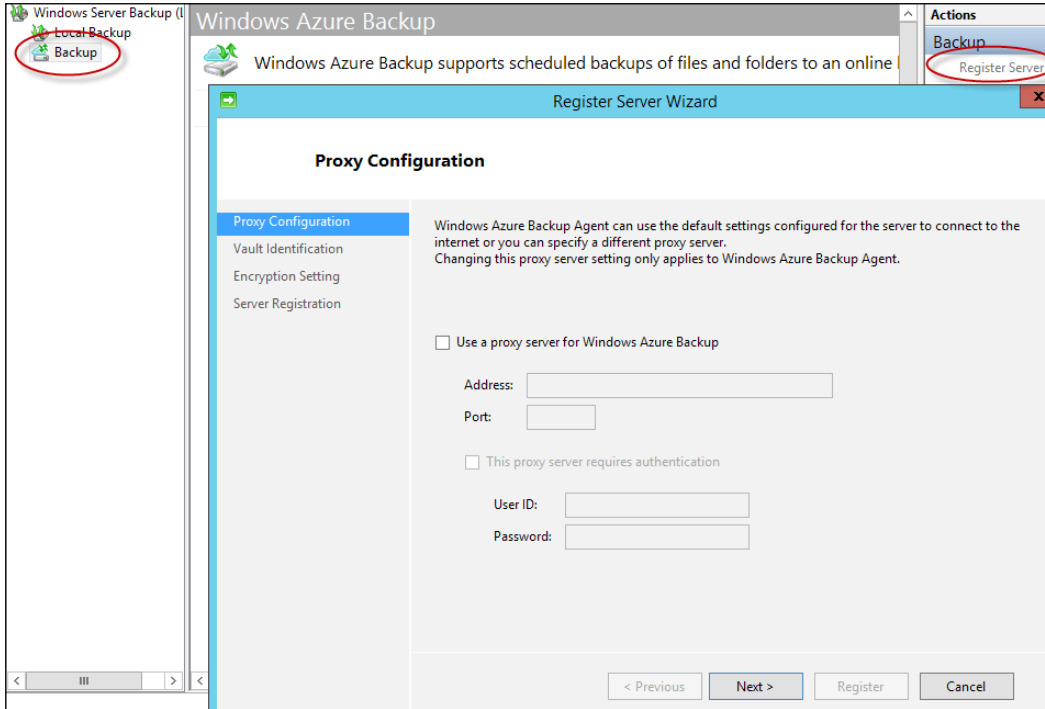 Windows Server Backup (L
Local Backup
Backup
Windows Azure Backup
Windows Azure Backup supports scheduled backups of files and folders to an online l
Actions
Backup
Register Server
Register Server Wizard
x
Proxy Configuration
Proxy Configuration
Vault Identification
Encryption Setting
Server Registration
Windows Azure Backup Agent can use the default settings configured for the server to connect to the
internet or you can specify a different proxy server.
Changing this proxy server setting only applies to Windows Azure Backup Agent.
Use a proxy server for Windows Azure Backup
Address:
Port:
This proxy server requires authentication
User ID:
Password:
< Previous
Next >
Register
Cancel